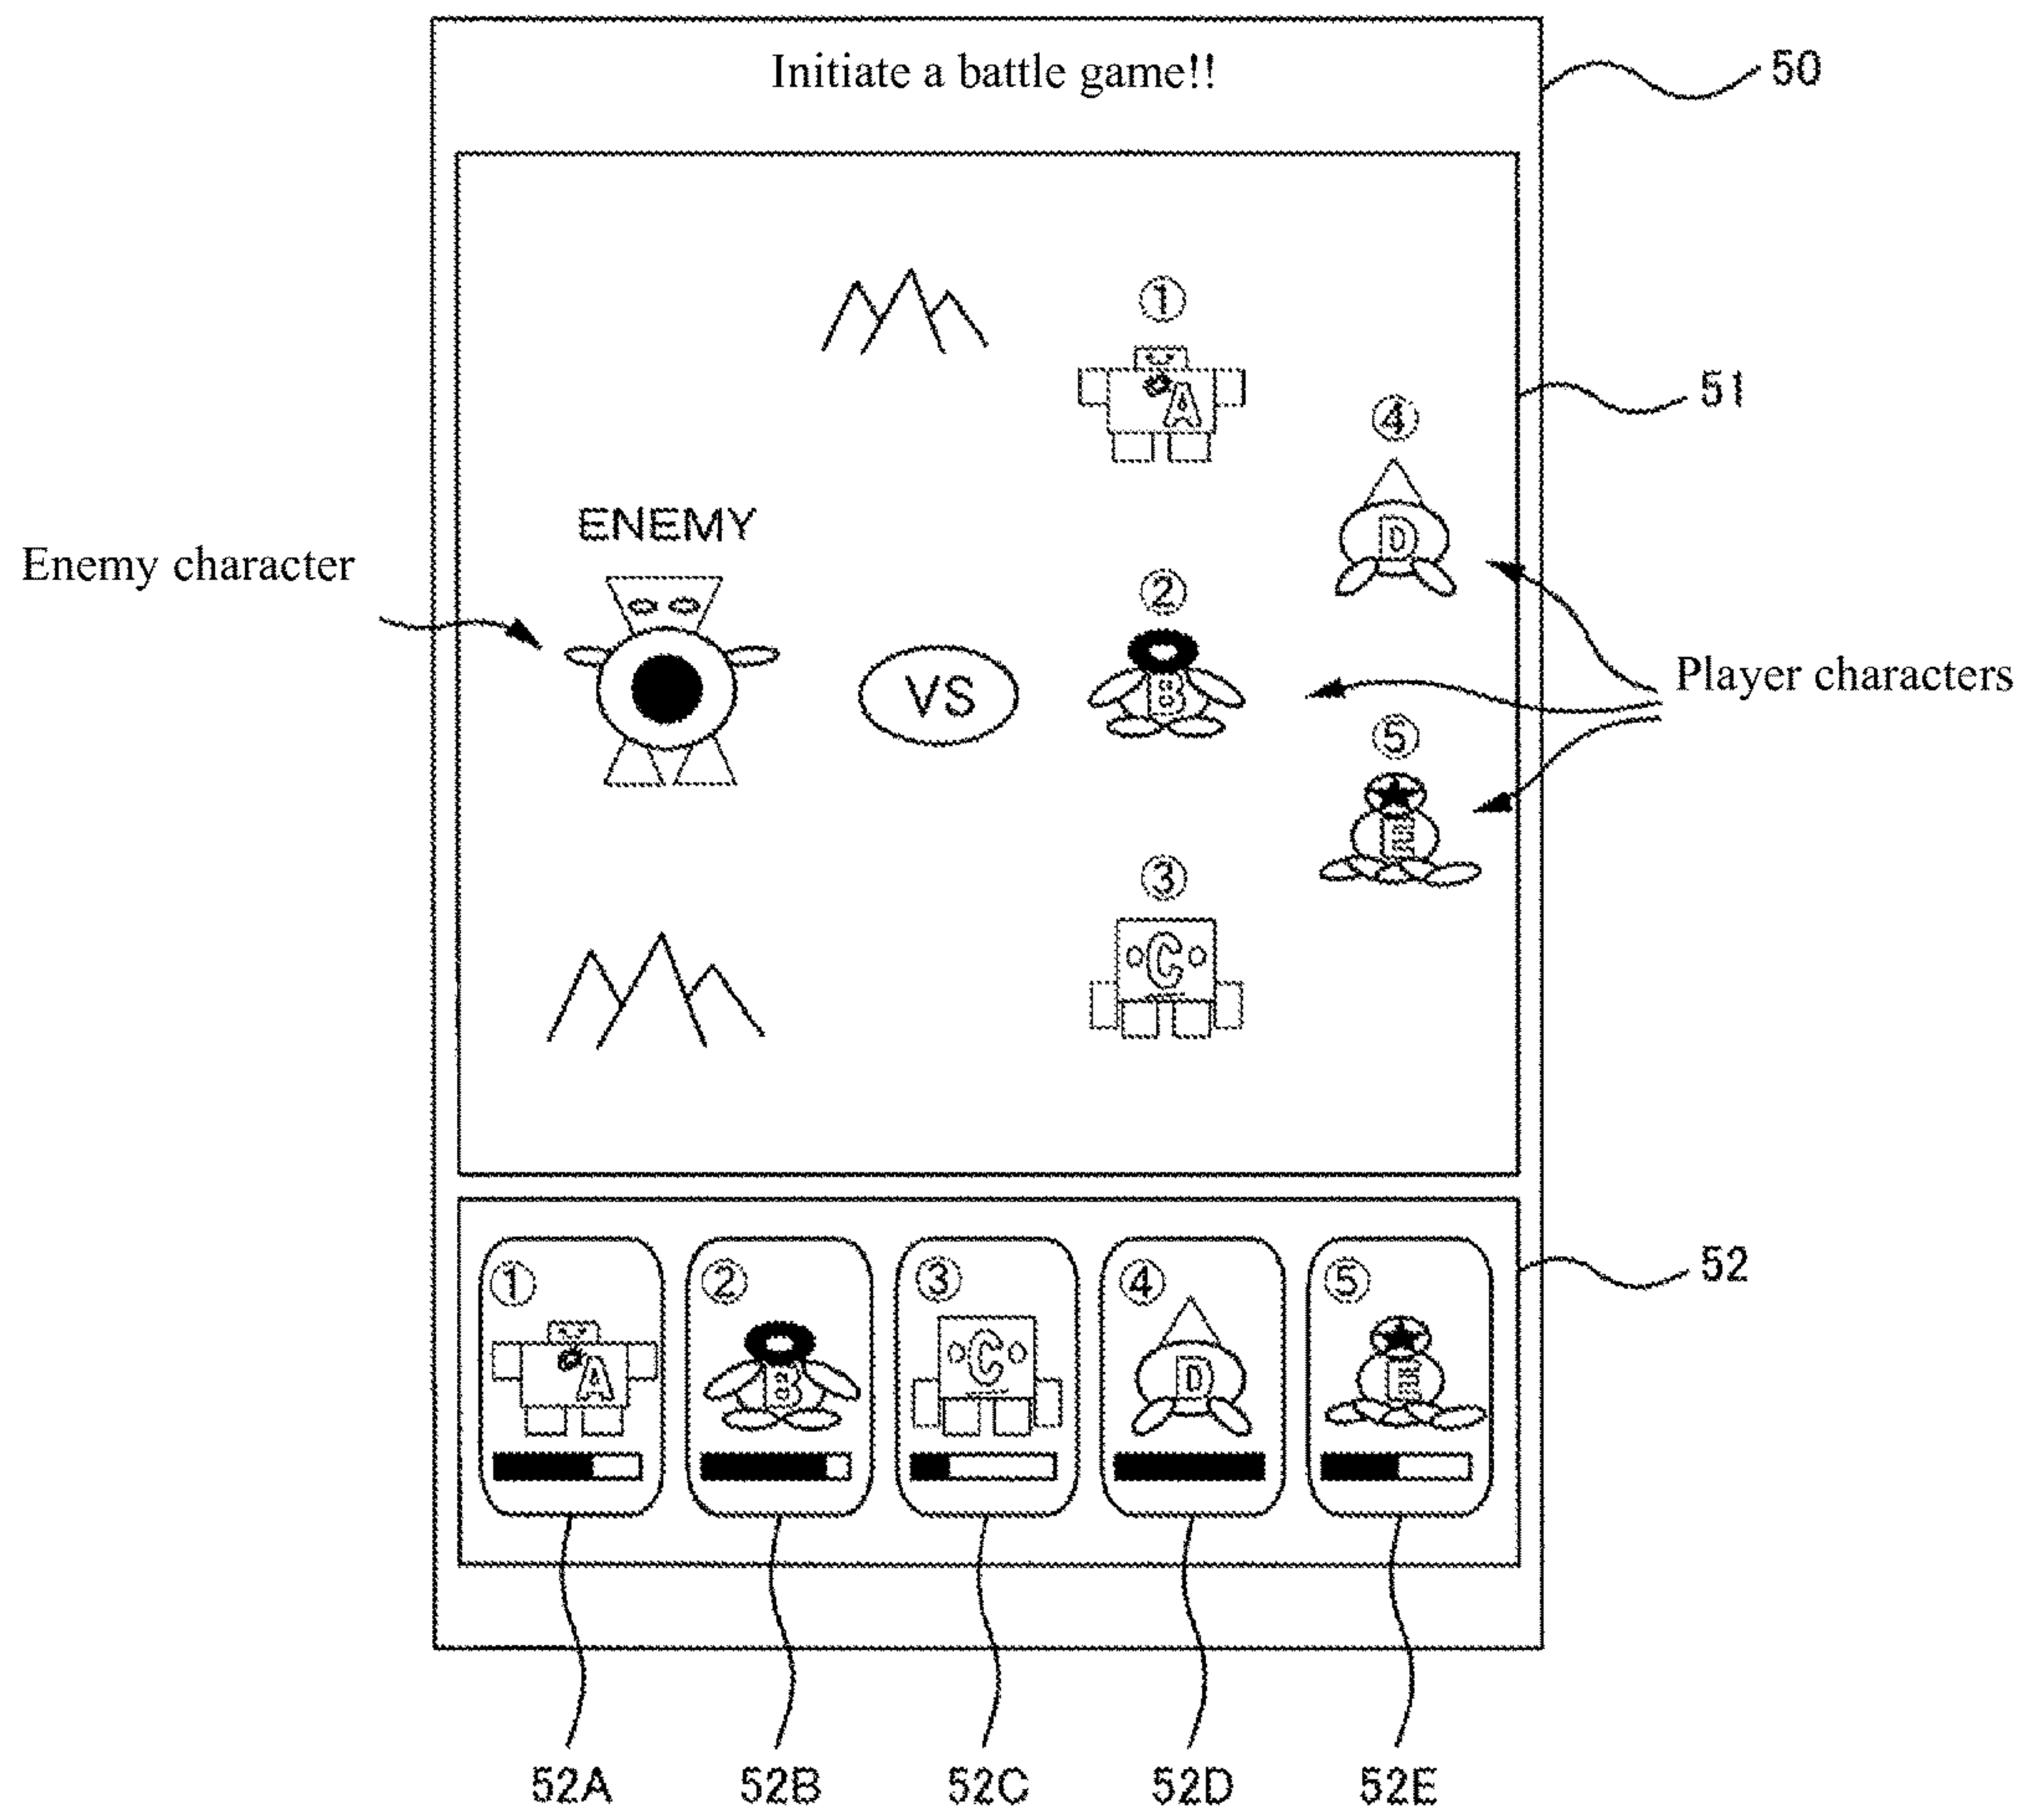 Initiate a battle game!!
50
①
A
51
④
D
ENEMY
Enemy character
②
B
VS
Player characters
⑤
E
③
C
52
① ② ③ ④ ⑤
A B C D E
52A 52B 52C 52D 52E